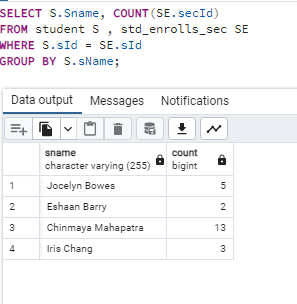 SELECT S.Sname, COUNT(SE.secId)
FROM student S , std_enrolls_sec SE
WHERE S.sId = SE.sId
GROUP BY S.sName;
Data output Messages Notifications
sname count
character varying (255) bigint
1 Jocelyn Bowes 5
2 Eshaan Barry 2
3 Chinmaya Mahapatra 13
4 Iris Chang 3